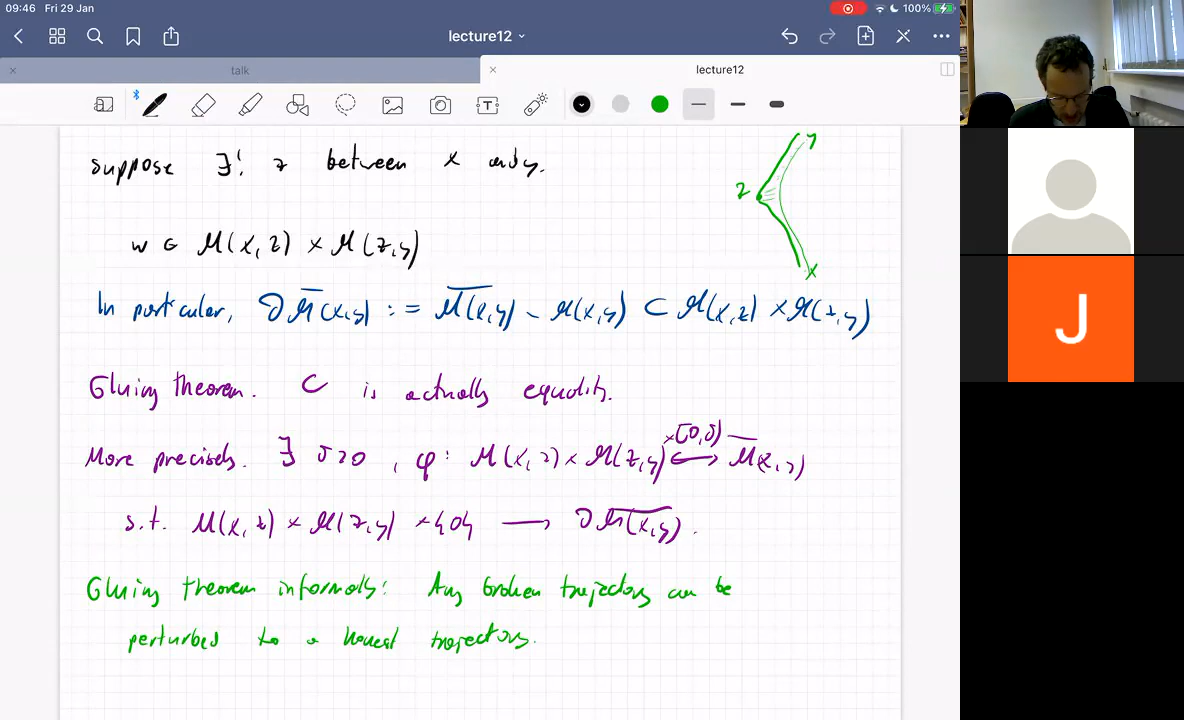 09:46 Fri 29 Jan
100%
lecture12
talk
lecture12
suppose ∃! z between x and y.
y
z
x
w ∈ M(x,z) × M(z,y)
In particular, ∂M̅(x,y) := M̅(x,y) \ M(x,y) ⊂ M(x,z) × M(z,y)
Gluing theorem. ⊂ is actually equality.
More precisely. ∃ δ>0, φ: M(x,z) × M(z,y) ×[0,δ) ↪ M̅(x,y)
s.t. M(x,z) × M(z,y) × {0} → ∂M̅(x,y).
Gluing theorem informally: Any broken trajectory can be
perturbed to a honest trajectory.
J